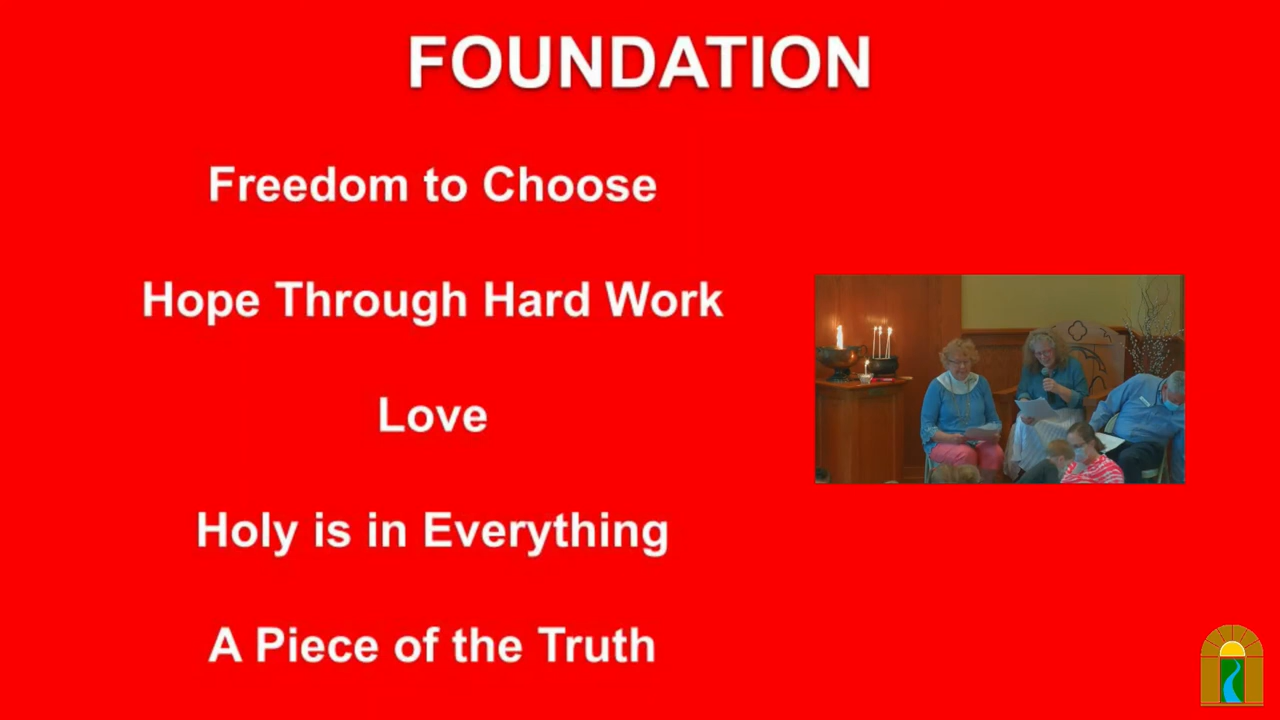 FOUNDATION
Freedom to Choose
Hope Through Hard Work
Love
Holy is in Everything
A Piece of the Truth